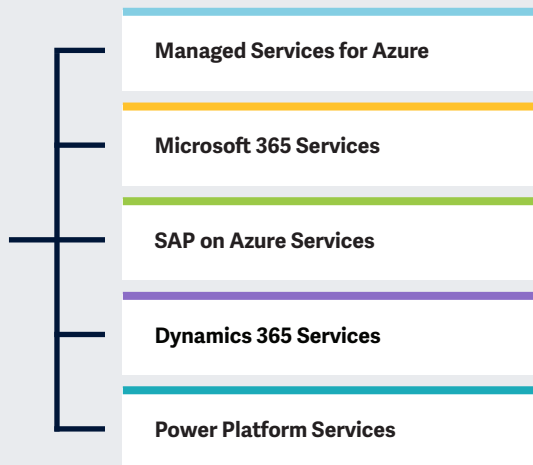 Managed Services for Azure
Microsoft 365 Services
SAP on Azure Services
Dynamics 365 Services
Power Platform Services